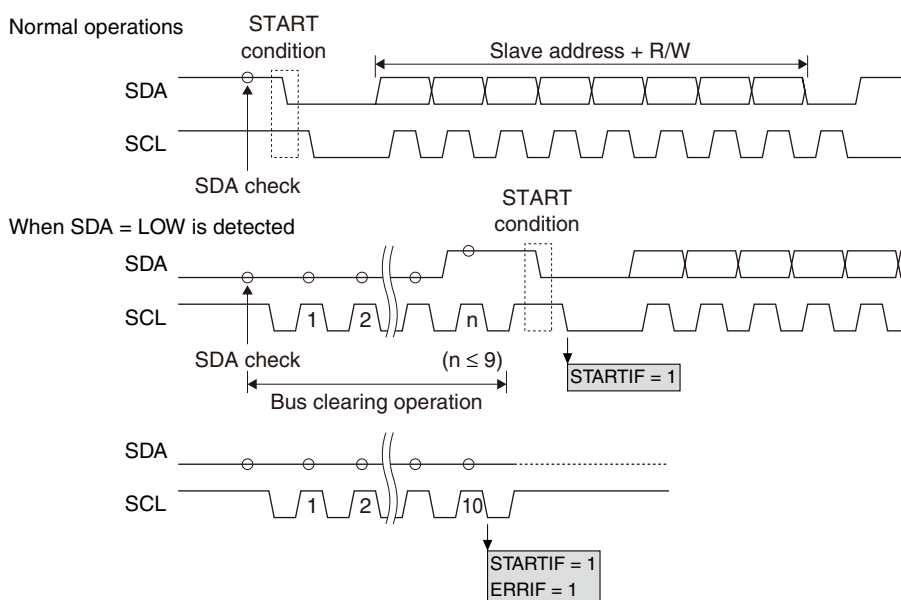 Normal operations
START
condition
Slave address + R/W
SDA
SCL
SDA check
START
condition
When SDA = LOW is detected
SDA
SCL
1
2
n
SDA check
(n ≤ 9)
STARTIF = 1
Bus clearing operation
SDA
SCL
1
2
10
STARTIF = 1
ERRIF = 1